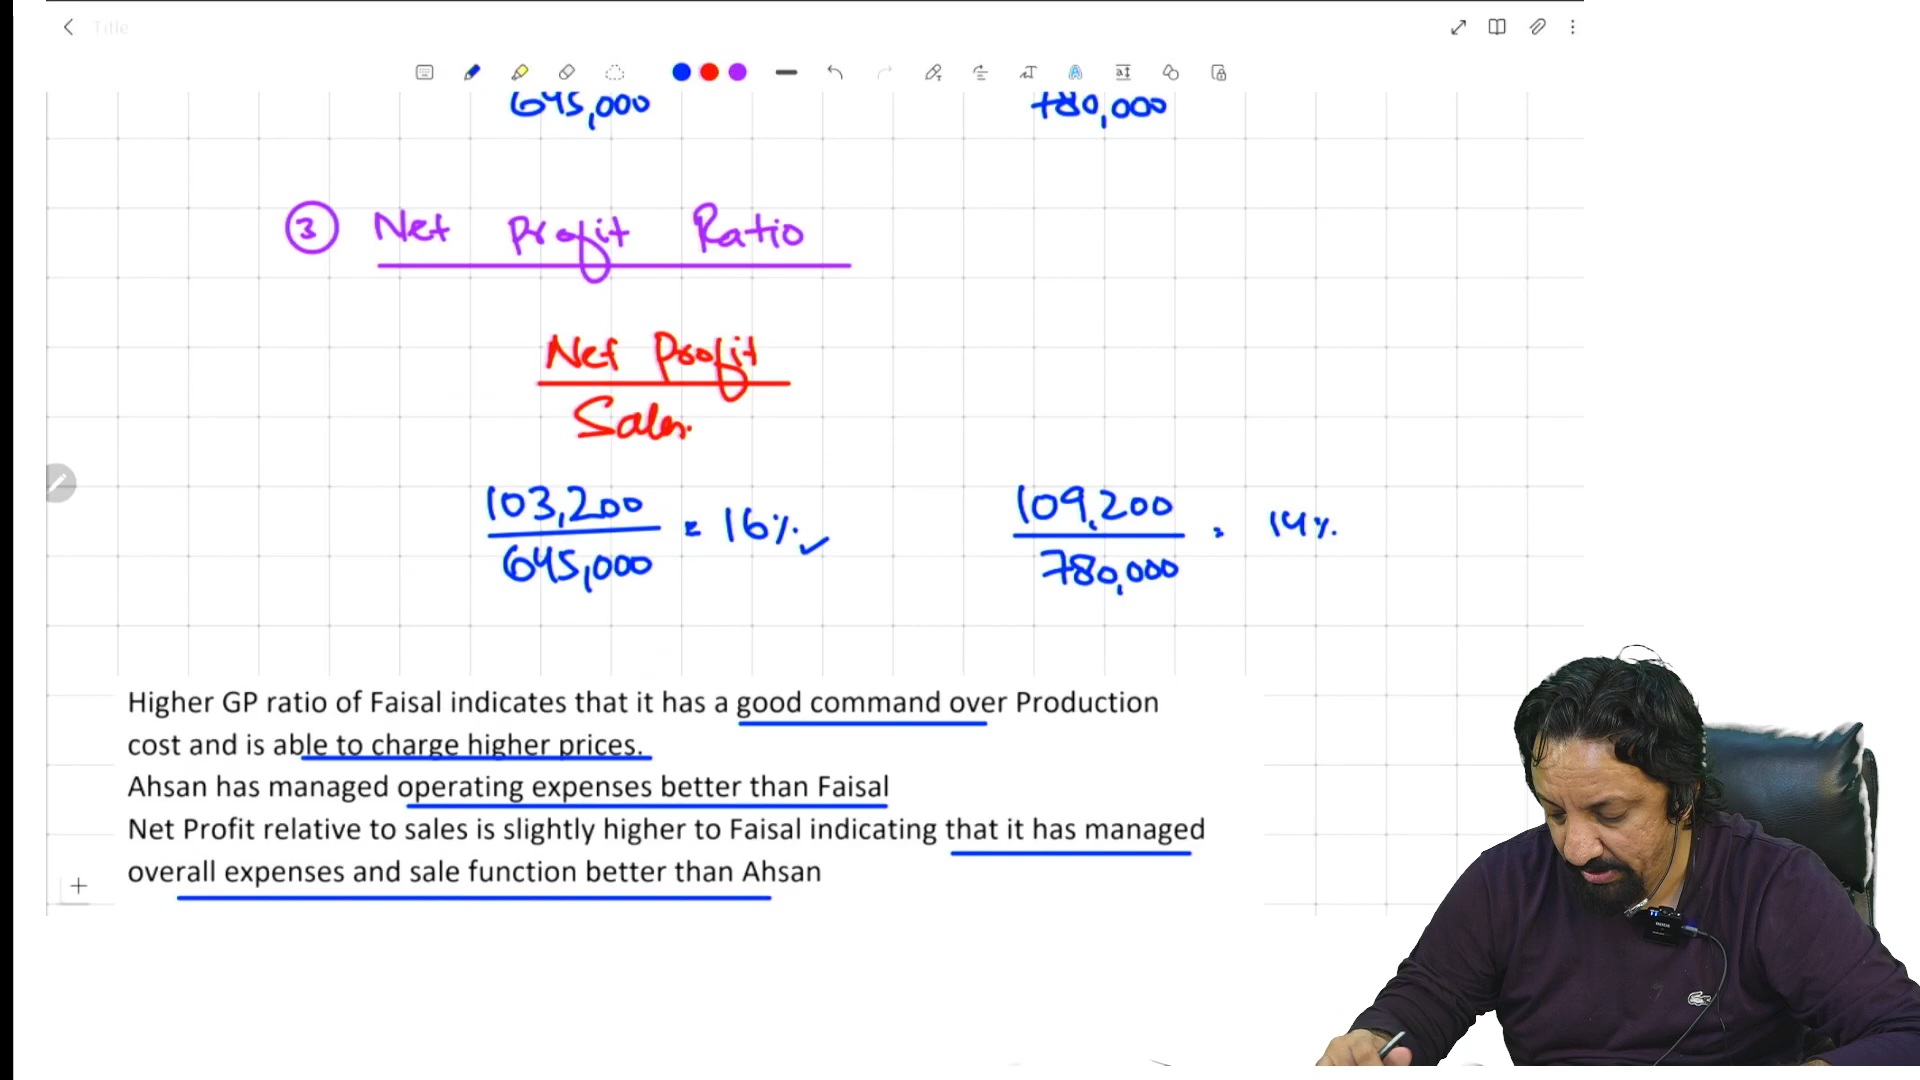 Title
645,000 780,000
3 Net Profit Ratio
Net Profit
Sales.
103,200 = 16% ✓ 109,200 = 14%.
645,000 780,000
Higher GP ratio of Faisal indicates that it has a good command over Production
cost and is able to charge higher prices.
Ahsan has managed operating expenses better than Faisal
Net Profit relative to sales is slightly higher to Faisal indicating that it has managed
overall expenses and sale function better than Ahsan